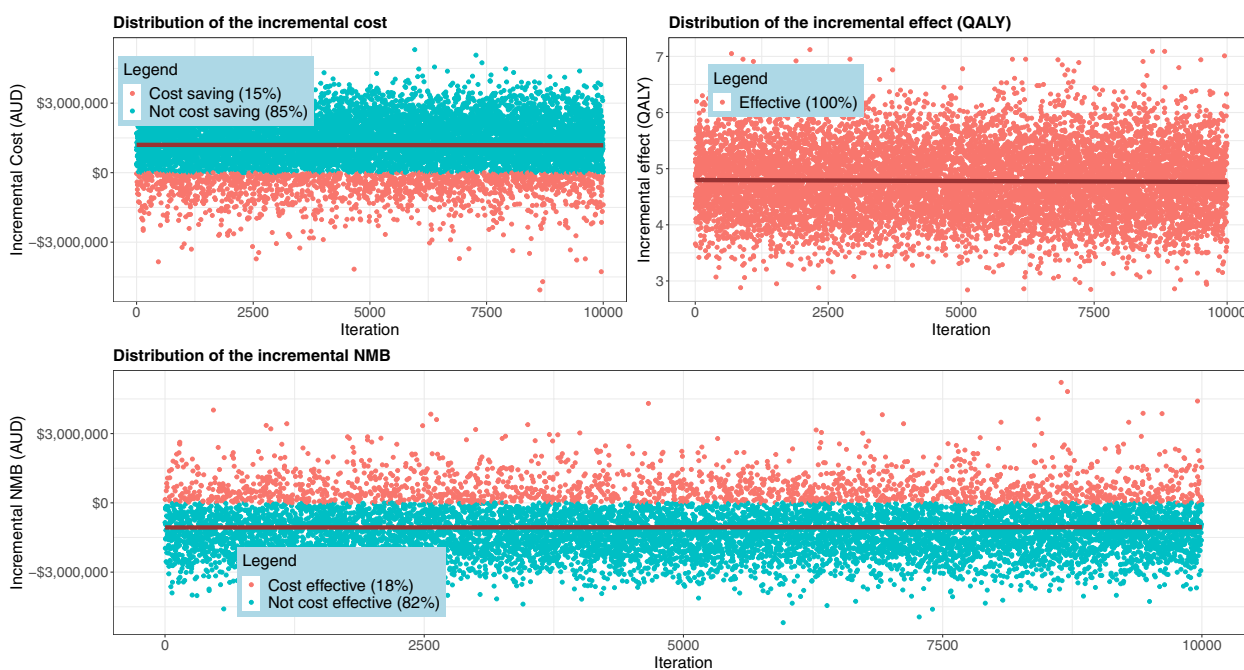 Distribution of the incremental cost
Incremental Cost (AUD)
$3,000,000
$0
−$3,000,000
Legend
Cost saving (15%)
Not cost saving (85%)
0
2500
5000
7500
10000
Iteration
Distribution of the incremental effect (QALY)
Incremental effect (QALY)
7
6
5
4
3
Legend
Effective (100%)
0
2500
5000
7500
10000
Iteration
Distribution of the incremental NMB
Incremental NMB (AUD)
$3,000,000
$0
−$3,000,000
Legend
Cost effective (18%)
Not cost effective (82%)
0
2500
5000
7500
10000
Iteration